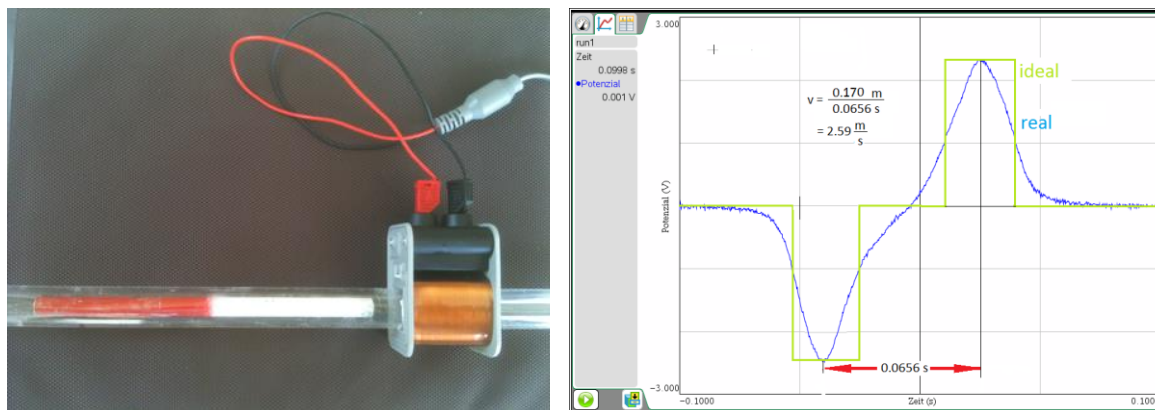 3.000
run1
Zeit
0.0998 s
Potenzial
0.001 V
ideal
v = 0.170 m
0.0656 s
= 2.59 m
s
real
Potenzial (V)
0.0656 s
-3.000
-0.1000
Zeit (s)
0.100